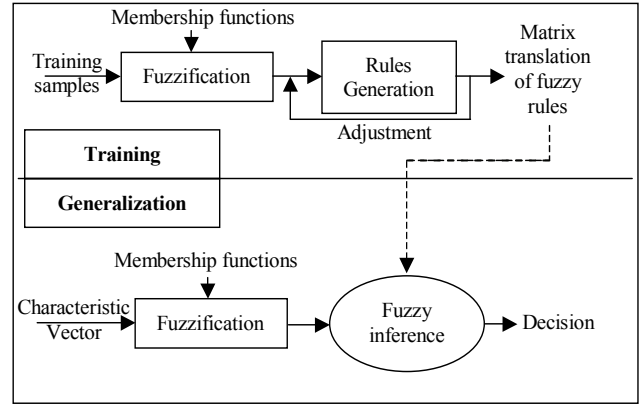 Membership functions
Training
samples
Fuzzification
Rules
Generation
Matrix
translation
of fuzzy
rules
Adjustment
Training
Generalization
Membership functions
Characteristic
Vector
Fuzzification
Fuzzy
inference
Decision